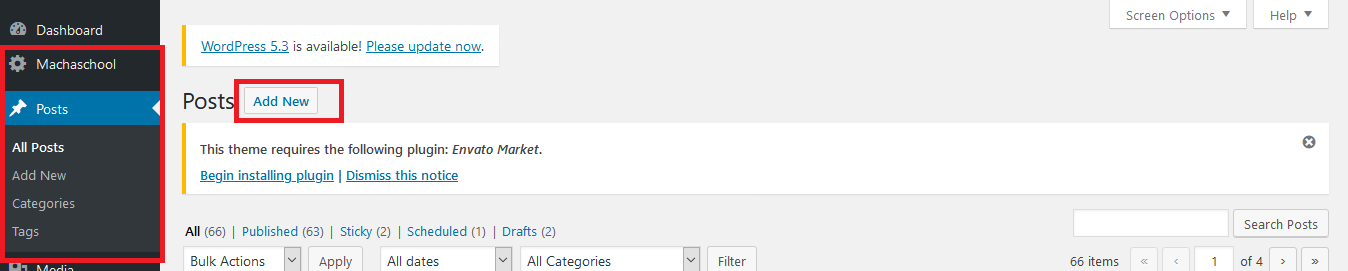 Dashboard
Machaschool
Posts
All Posts
Add New
Categories
Tags
Media
Screen Options ▼ Help ▼
WordPress 5.3 is available! Please update now.
Posts Add New
This theme requires the following plugin: Envato Market.
Begin installing plugin | Dismiss this notice
All (66) | Published (63) | Sticky (2) | Scheduled (1) | Drafts (2)
Search Posts
Bulk Actions Apply All dates All Categories Filter 66 items « ‹ 1 of 4 › »